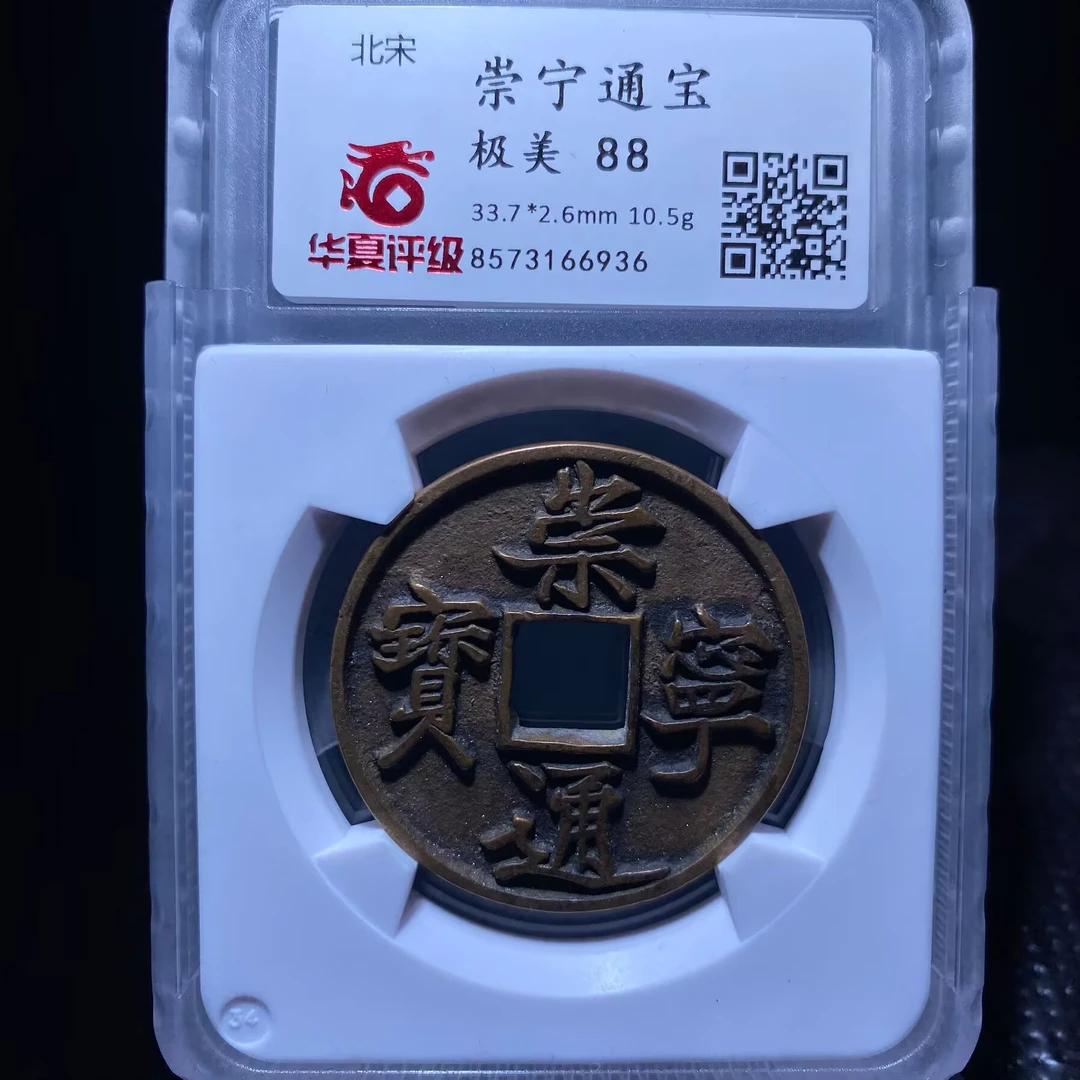 北宋
崇宁通宝
极美 88
33.7*2.6mm 10.5g
华夏评级
8573166936
崇
寶 寧
通
34